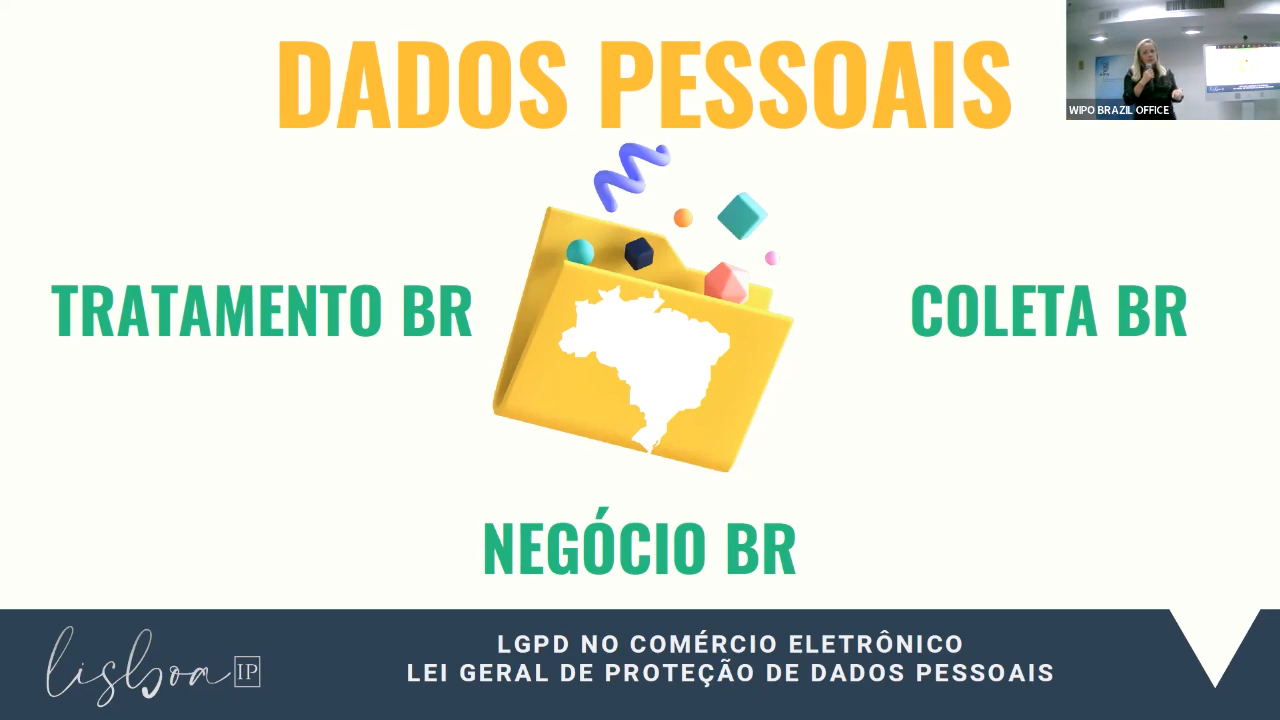 DADOS PESSOAIS
WIPO BRAZIL OFFICE
TRATAMENTO BR
COLETA BR
NEGÓCIO BR
lisboa IP
LGPD NO COMÉRCIO ELETRÔNICO
LEI GERAL DE PROTEÇÃO DE DADOS PESSOAIS